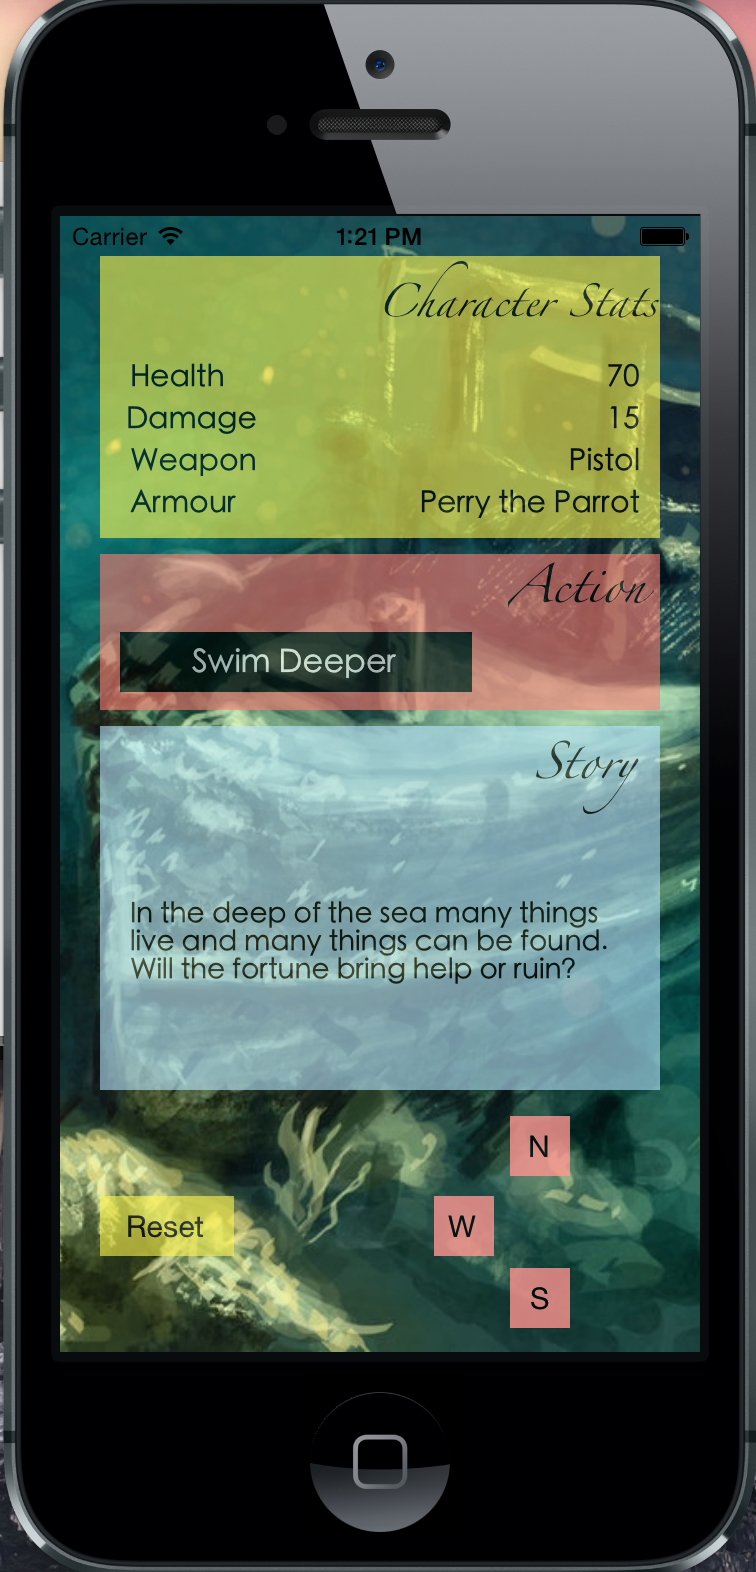 Carrier 1:21 PM
Character Stats
Health 70
Damage 15
Weapon Pistol
Armour Perry the Parrot
Action
Swim Deeper
Story
In the deep of the sea many things
live and many things can be found.
Will the fortune bring help or ruin?
N
Reset W
S